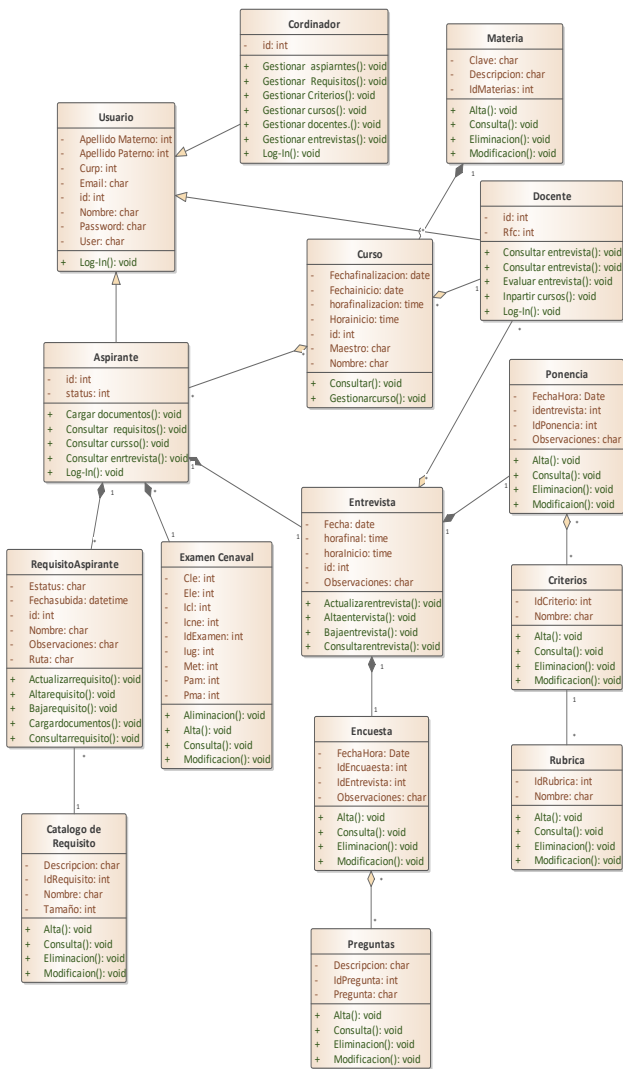 Cordinador
- id: int
+ Gestionar aspiarntes(): void
+ Gestionar Requisitos(): void
+ Gestionar Criterios(): void
+ Gestionar cursos(): void
+ Gestionar docentes.(): void
+ Gestionar entrevistas(): void
+ Log-In(): void
Materia
- Clave: char
- Descripcion: char
- IdMaterias: int
+ Alta(): void
+ Consulta(): void
+ Eliminacion(): void
+ Modificacion(): void
Usuario
- Apellido Materno: int
- Apellido Paterno: int
- Curp: int
- Email: char
- id: int
- Nombre: char
- Password: char
- User: char
+ Log-In(): void
Docente
- id: int
- Rfc: int
+ Consultar entrevista(): void
+ Consultar entrevista(): void
+ Evaluar entrevista(): void
+ Inpartir cursos(): void
+ Log-In(): void
Curso
- Fechafinalizacion: date
- Fechainicio: date
- horafinalizacion: time
- Horainicio: time
- id: int
- Maestro: char
- Nombre: char
+ Consultar(): void
+ Gestionarcurso(): void
Aspirante
- id: int
- status: int
+ Cargar documentos(): void
+ Consultar requisitos(): void
+ Consultar cursso(): void
+ Consultar enrtrevista(): void
+ Log-In(): void
Ponencia
- FechaHora: Date
- identrevista: int
- IdPonencia: int
- Observaciones: char
+ Alta(): void
+ Consulta(): void
+ Eliminacion(): void
+ Modificaion(): void
Entrevista
- Fecha: date
- horafinal: time
- horaInicio: time
- id: int
- Observaciones: char
+ Actualizarentrevista(): void
+ Altaentervista(): void
+ Bajaentrevista(): void
+ Consultarentrevista(): void
RequisitoAspirante
- Estatus: char
- Fechasubida: datetime
- id: int
- Nombre: char
- Observaciones: char
- Ruta: char
+ Actualizarrequisito(): void
+ Altarequisito(): void
+ Bajarequisito(): void
+ Cargardocumentos(): void
+ Consultarrequisito(): void
Examen Cenaval
- Cle: int
- Ele: int
- Icl: int
- Icne: int
- IdExamen: int
- Iug: int
- Met: int
- Pam: int
- Pma: int
+ Aliminacion(): void
+ Alta(): void
+ Consulta(): void
+ Modificacion(): void
Criterios
- IdCriterio: int
- Nombre: char
+ Alta(): void
+ Consulta(): void
+ Eliminacion(): void
+ Modificacion(): void
Encuesta
- FechaHora: Date
- IdEncuaesta: int
- IdEntrevista: int
- Observaciones: char
+ Alta(): void
+ Consulta(): void
+ Eliminacion(): void
+ Modificacion(): void
Rubrica
- IdRubrica: int
- Nombre: char
+ Alta(): void
+ Consulta(): void
+ Eliminacion(): void
+ Modificacion(): void
Catalogo de
Requisito
- Descripcion: char
- IdRequisito: int
- Nombre: char
- Tamaño: int
+ Alta(): void
+ Consulta(): void
+ Eliminacion(): void
+ Modificaion(): void
Preguntas
- Descripcion: char
- IdPregunta: int
- Pregunta: char
+ Alta(): void
+ Consulta(): void
+ Eliminacion(): void
+ Modificacion(): void